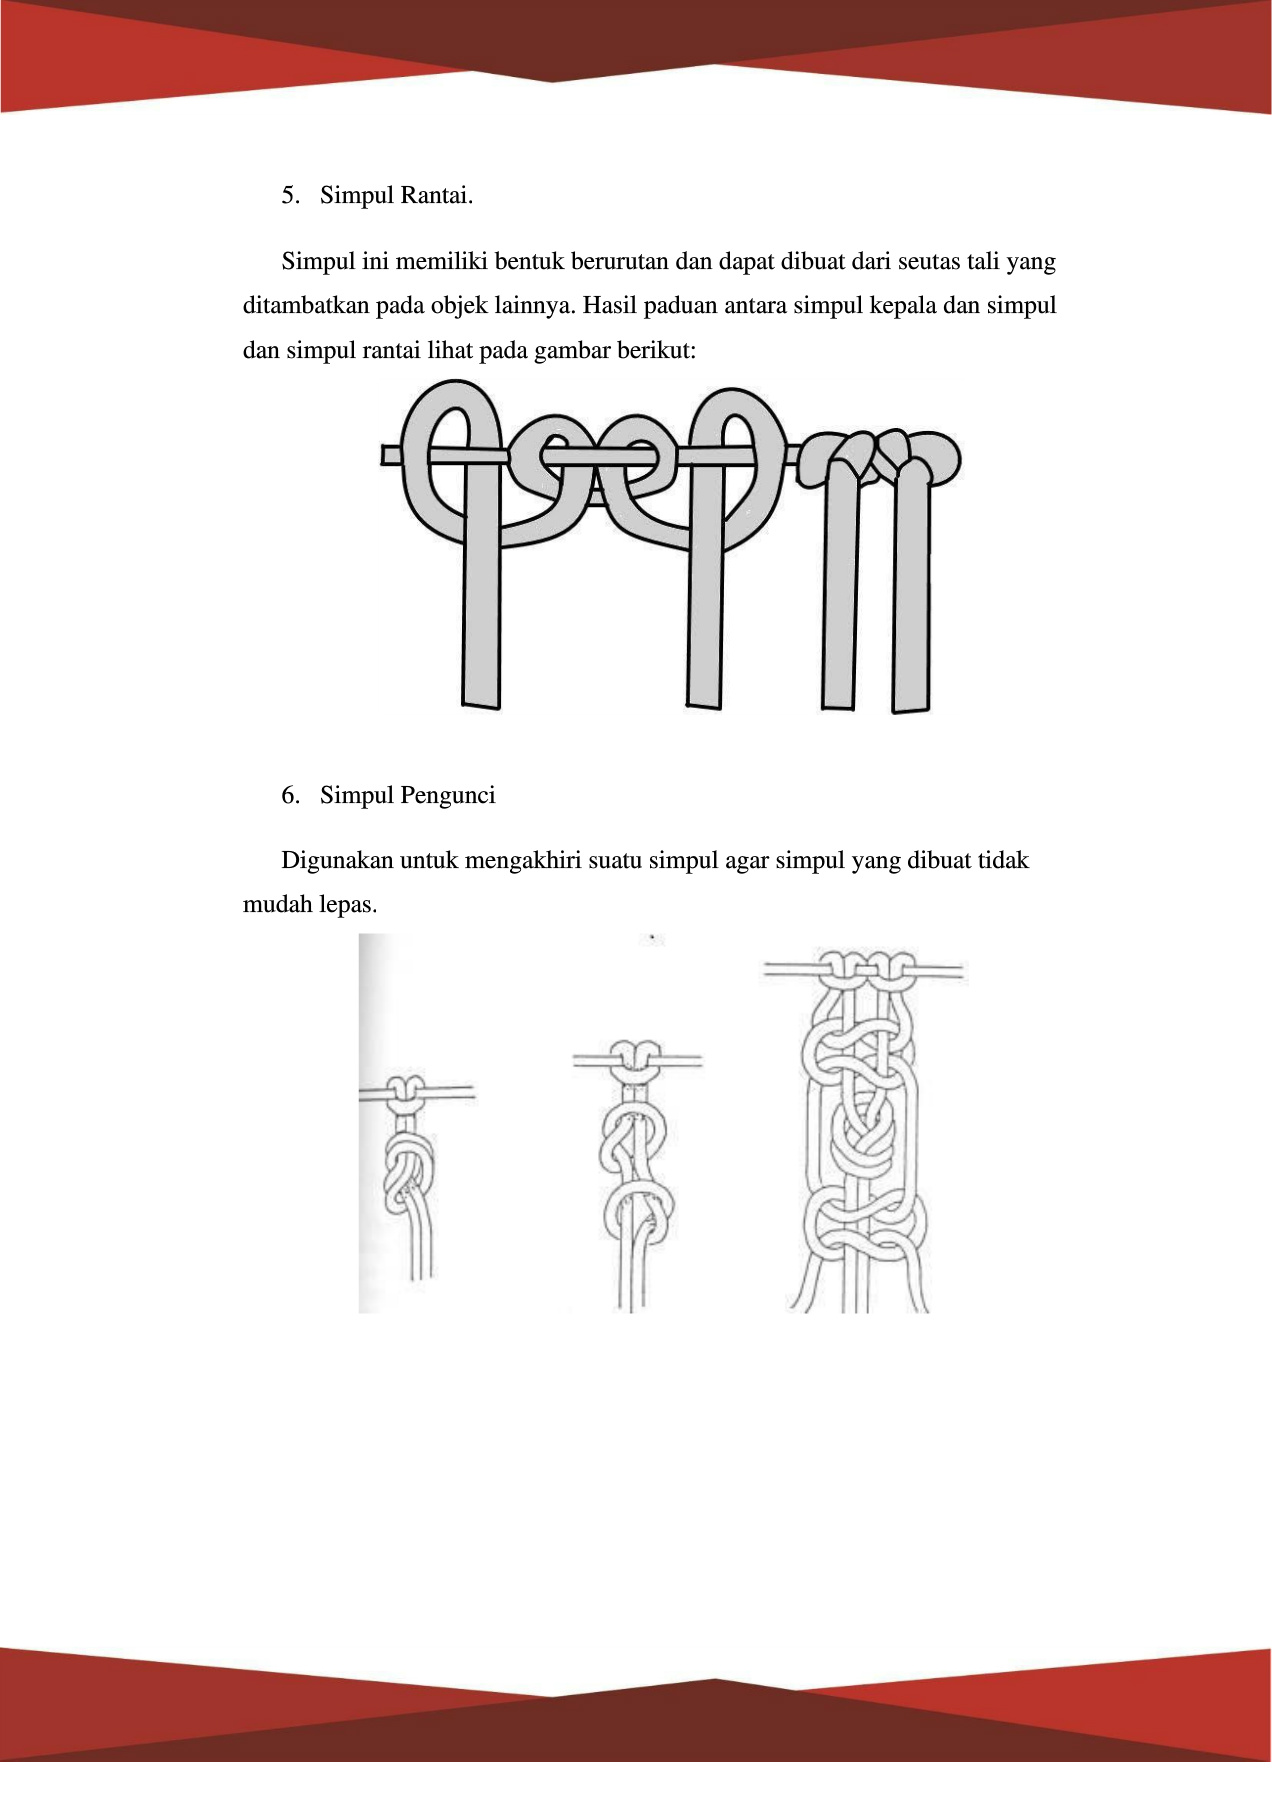 5. Simpul Rantai.
Simpul ini memiliki bentuk berurutan dan dapat dibuat dari seutas tali yang
ditambatkan pada objek lainnya. Hasil paduan antara simpul kepala dan simpul
dan simpul rantai lihat pada gambar berikut:
6. Simpul Pengunci
Digunakan untuk mengakhiri suatu simpul agar simpul yang dibuat tidak
mudah lepas.